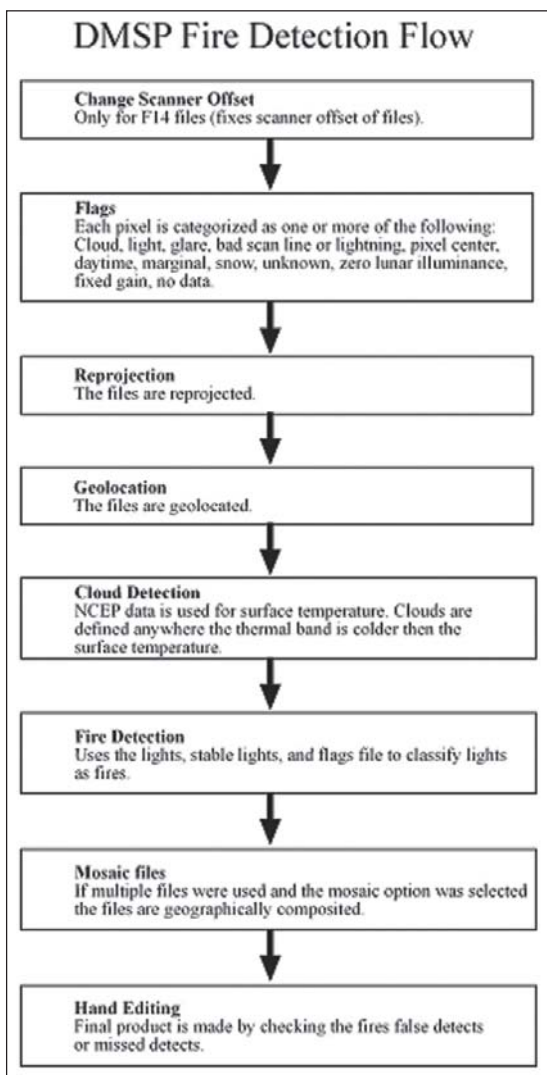 DMSP Fire Detection Flow
Change Scanner Offset
Only for F14 files (fixes scanner offset of files).
Flags
Each pixel is categorized as one or more of the following:
Cloud, light, glare, bad scan line or lightning, pixel center,
daytime, marginal, snow, unknown, zero lunar illuminance,
fixed gain, no data.
Reprojection
The files are reprojected.
Geolocation
The files are geolocated.
Cloud Detection
NCEP data is used for surface temperature. Clouds are
defined anywhere the thermal band is colder then the
surface temperature.
Fire Detection
Uses the lights, stable lights, and flags file to classify lights
as fires.
Mosaic files
If multiple files were used and the mosaic option was selected
the files are geographically composited.
Hand Editing
Final product is made by checking the fires false detects
or missed detects.